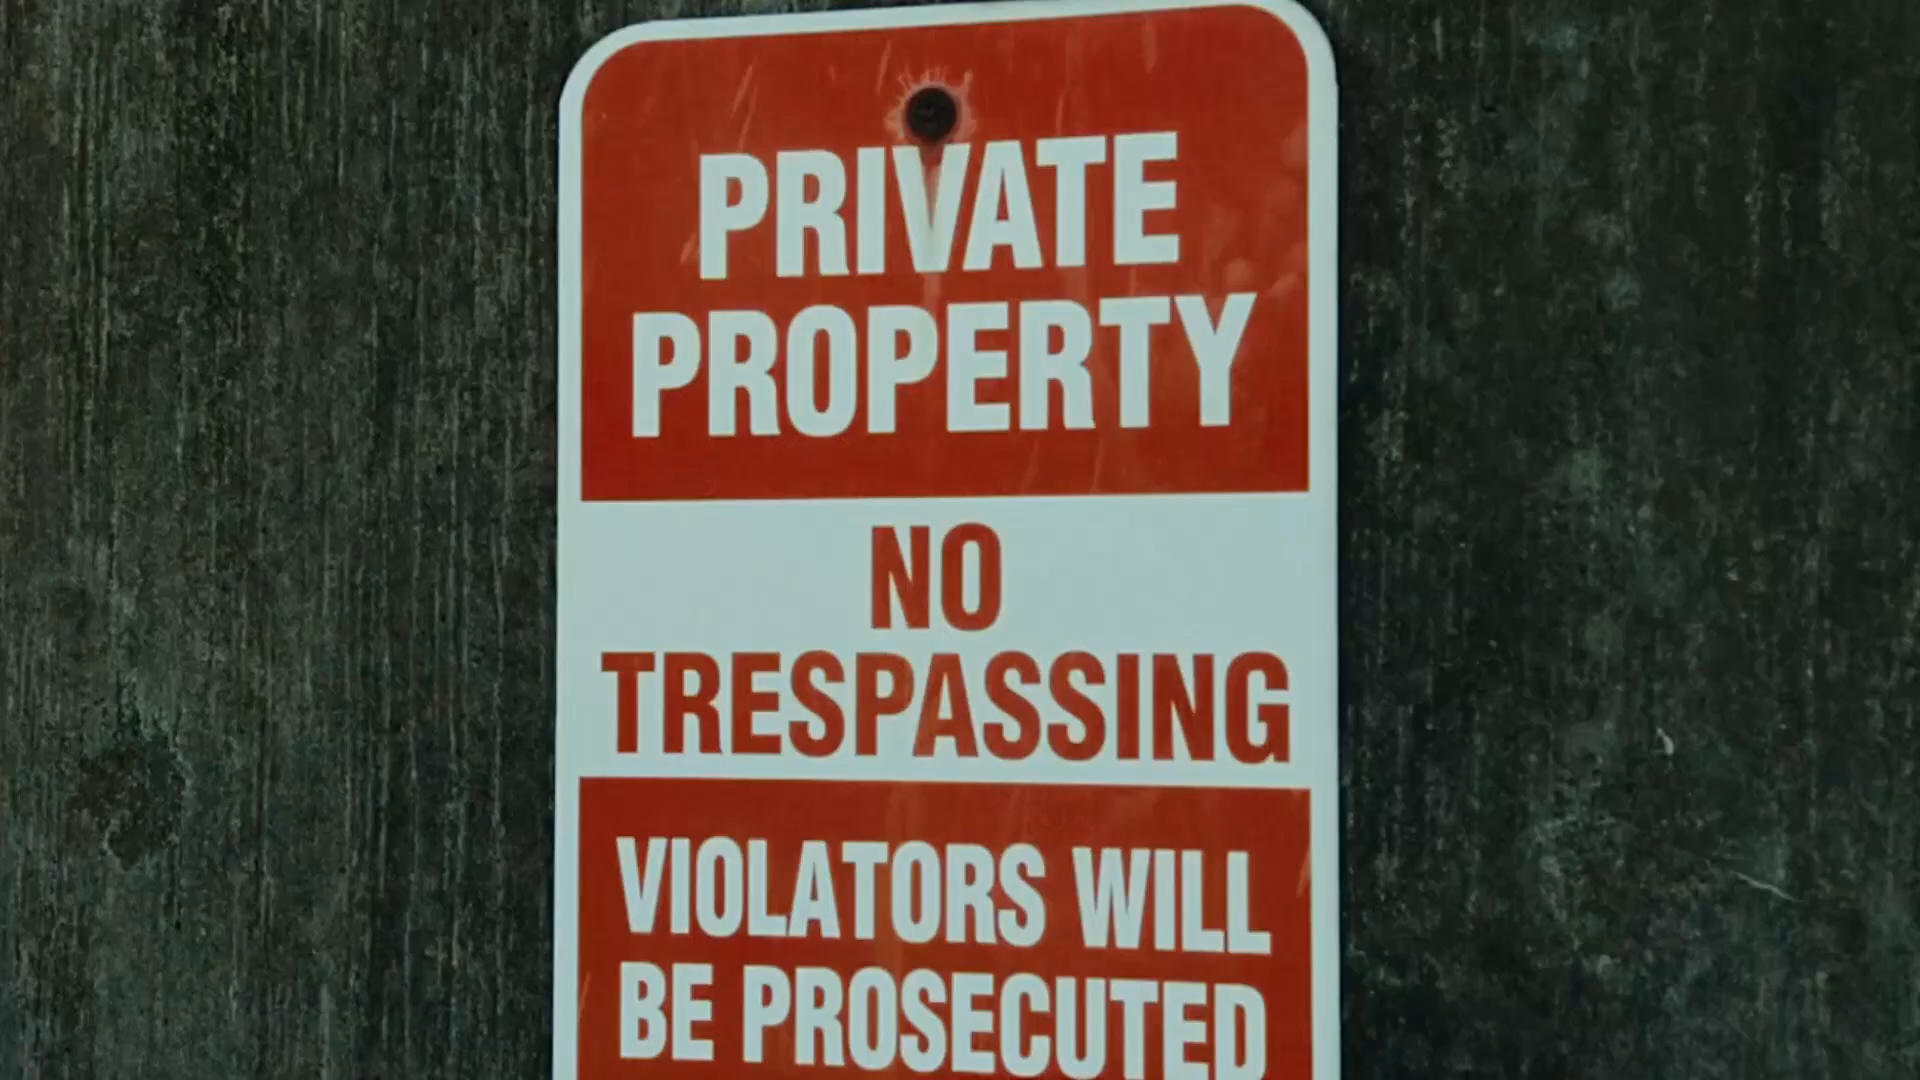 PRIVATE
PROPERTY
NO
TRESPASSING
VIOLATORS WILL
BE PROSECUTED